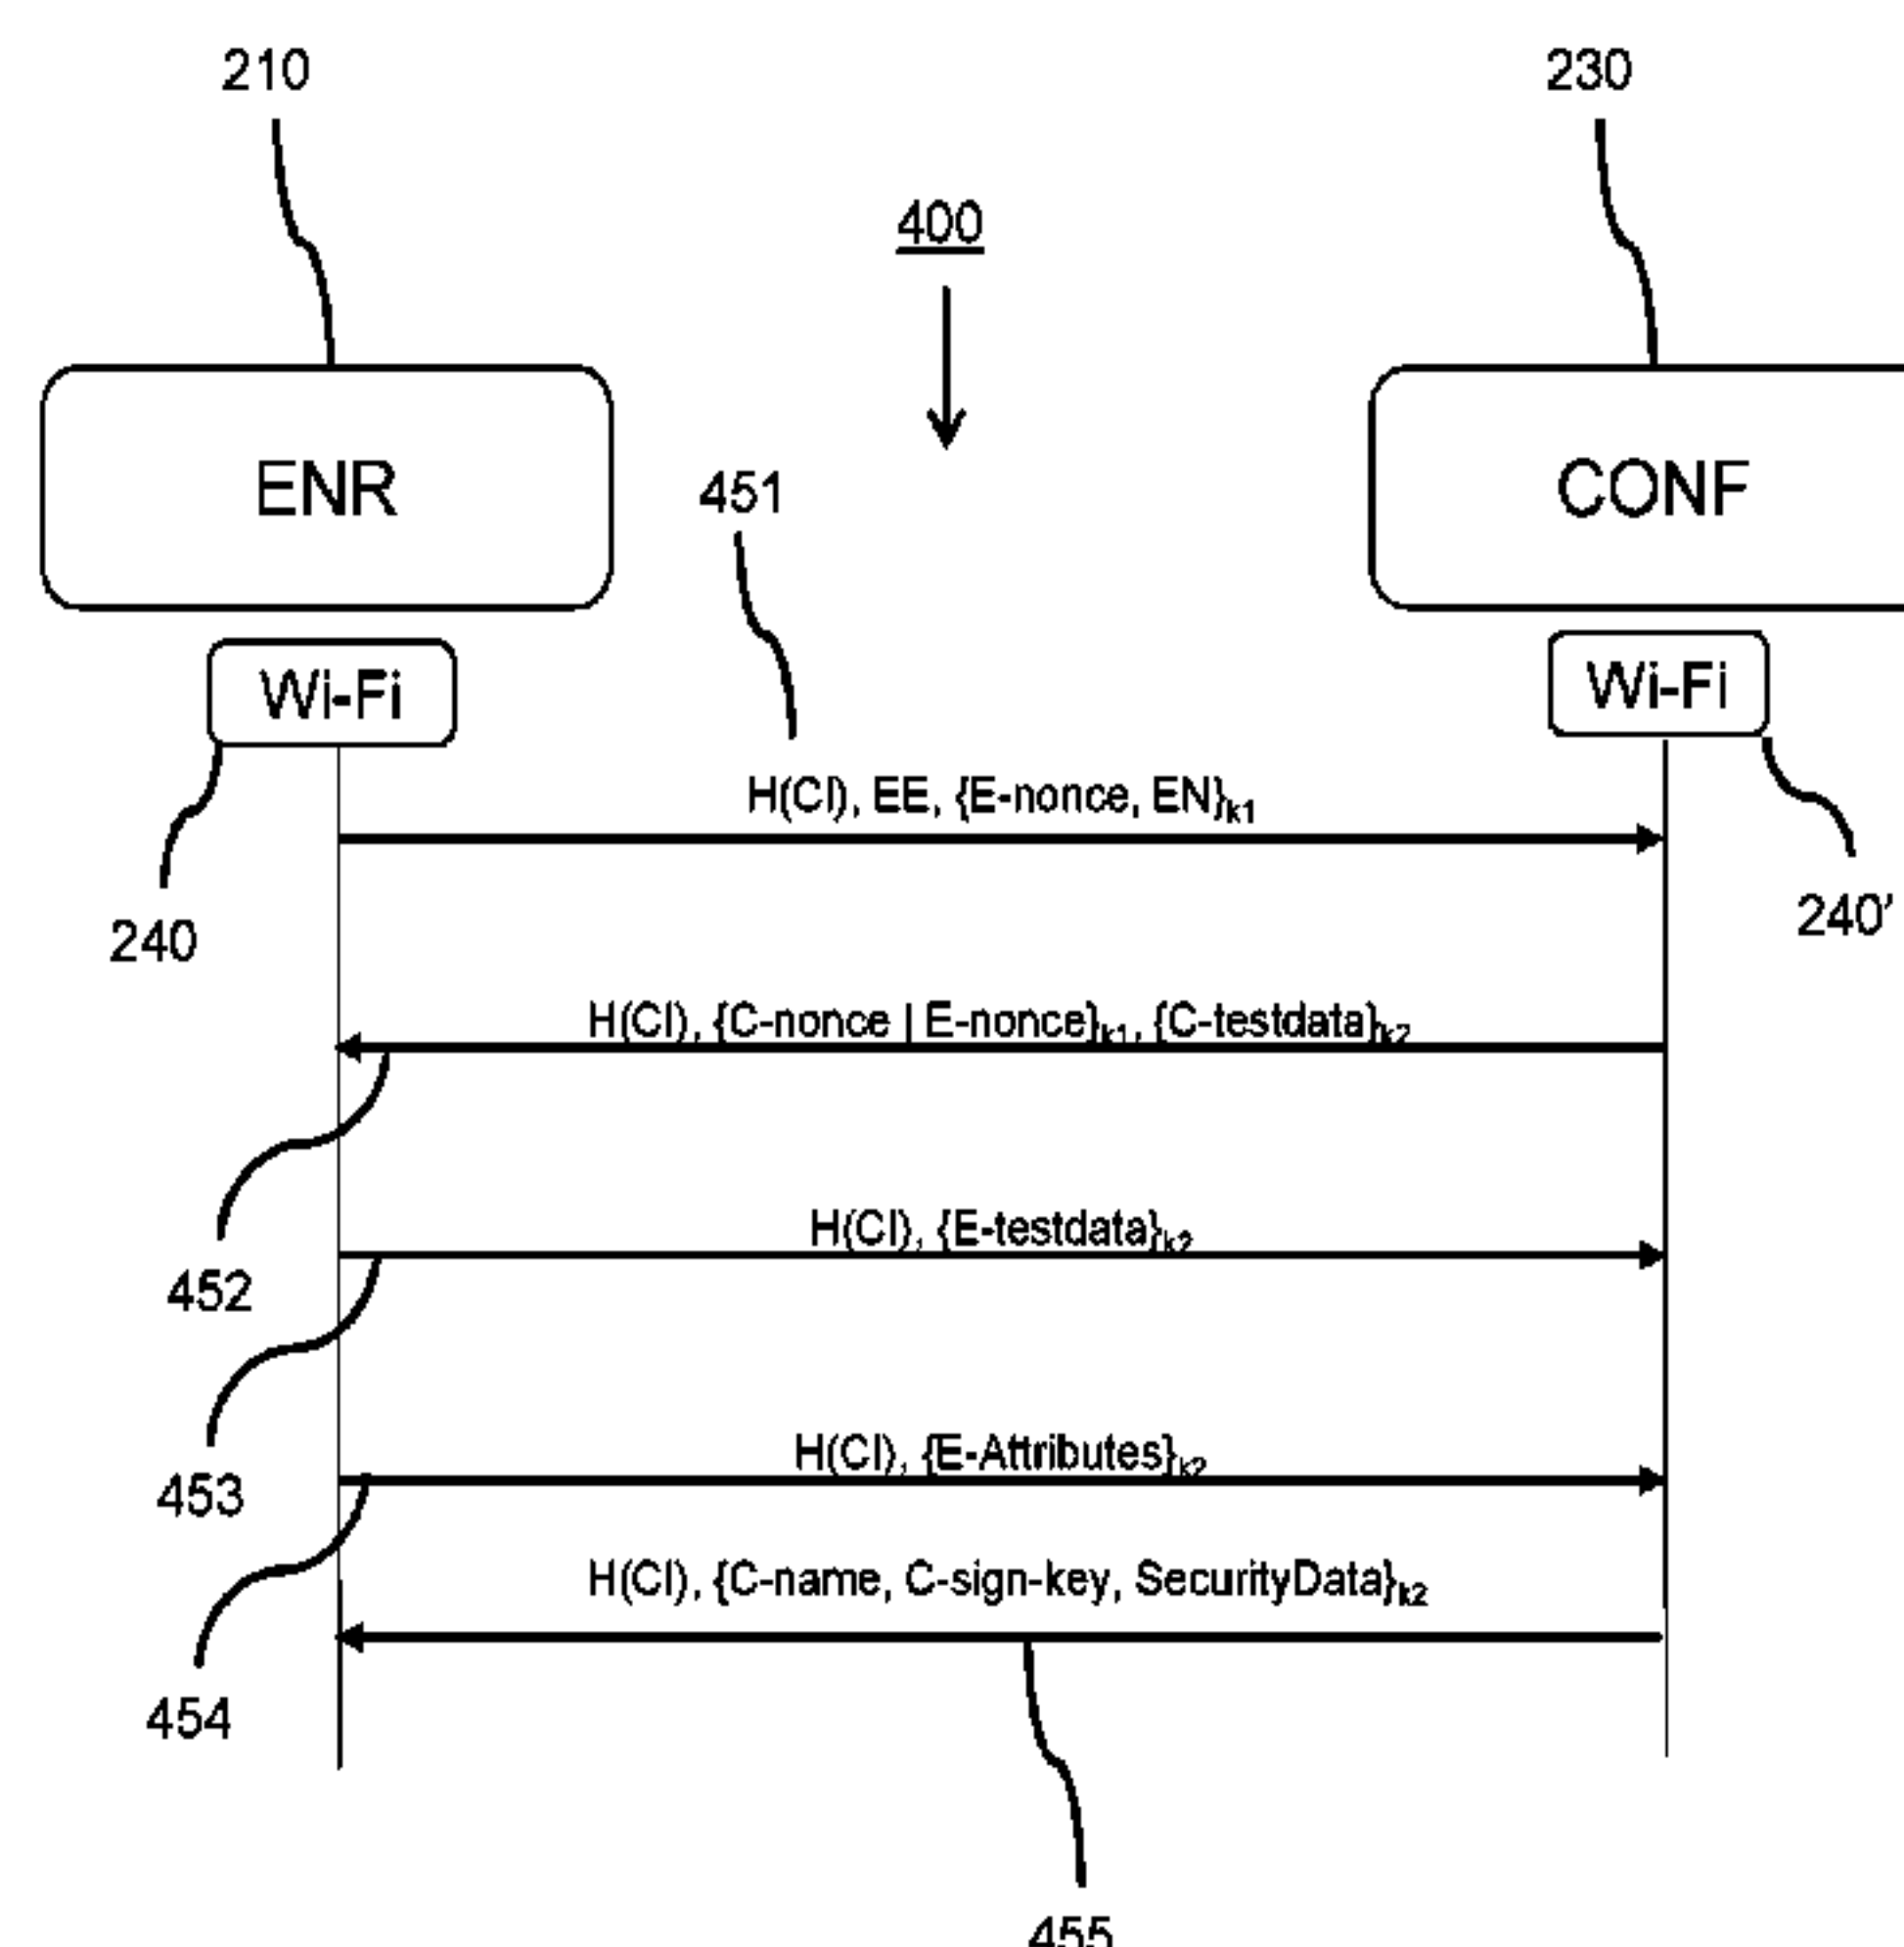 210
230
400
451
ENR
CONF
Wi-Fi
Wi-Fi
H(CI), EE, {E-nonce, EN}k1
240
240'
H(CI), {C-nonce | E-nonce}k1, {C-testdata}k2
H(CI), {E-testdata}k2
452
H(CI), {E-Attributes}k2
453
H(CI), {C-name, C-sign-key, SecurityData}k2
454
455